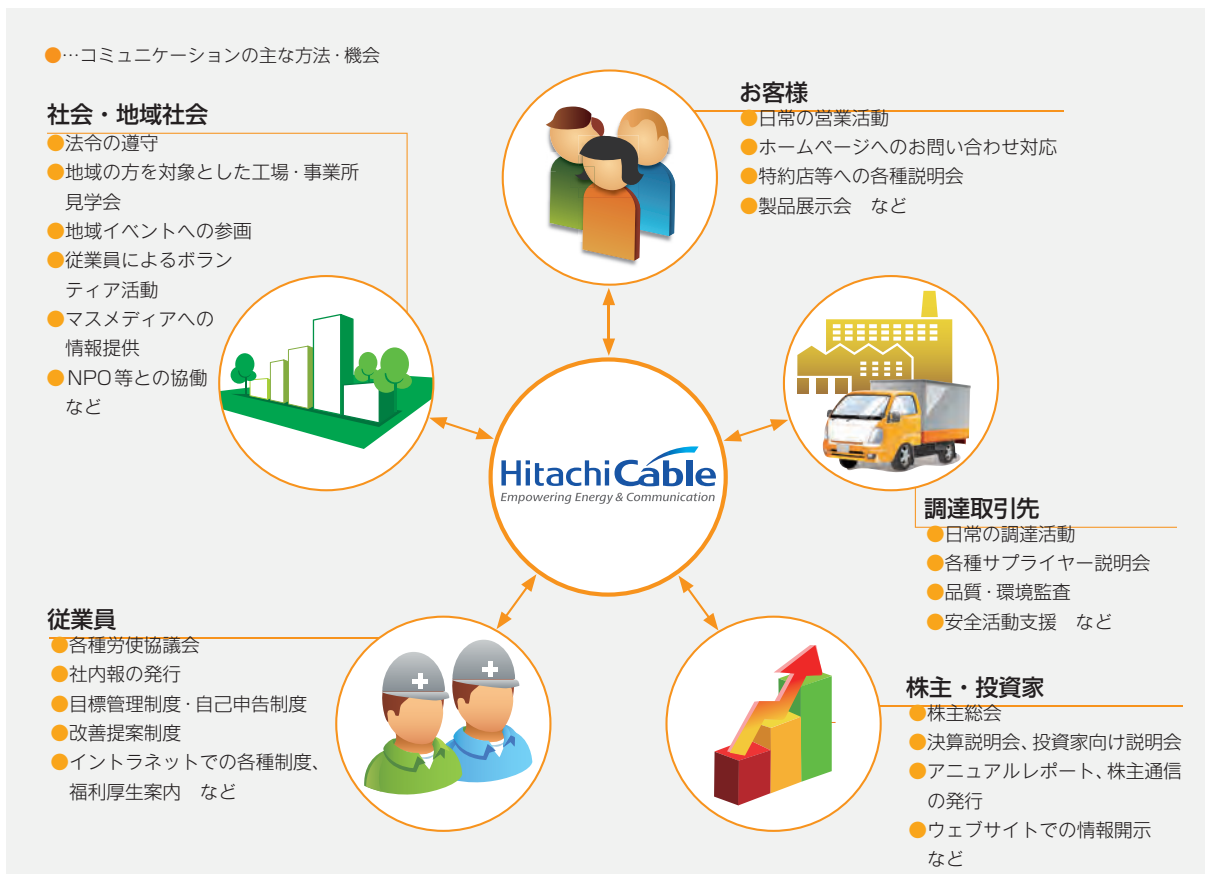 ●…コミュニケーションの主な方法・機会
社会・地域社会
●法令の遵守
●地域の方を対象とした工場・事業所
見学会
●地域イベントへの参画
●従業員によるボラン
ティア活動
●マスメディアへの
情報提供
●NPO等との協働
など
お客様
●日常の営業活動
●ホームページへのお問い合わせ対応
●特約店等への各種説明会
●製品展示会　など
HitachiCable
Empowering Energy & Communication
調達取引先
●日常の調達活動
●各種サプライヤー説明会
●品質・環境監査
●安全活動支援　など
従業員
●各種労使協議会
●社内報の発行
●目標管理制度・自己申告制度
●改善提案制度
●イントラネットでの各種制度、
福利厚生案内　など
株主・投資家
●株主総会
●決算説明会、投資家向け説明会
●アニュアルレポート、株主通信
の発行
●ウェブサイトでの情報開示
など